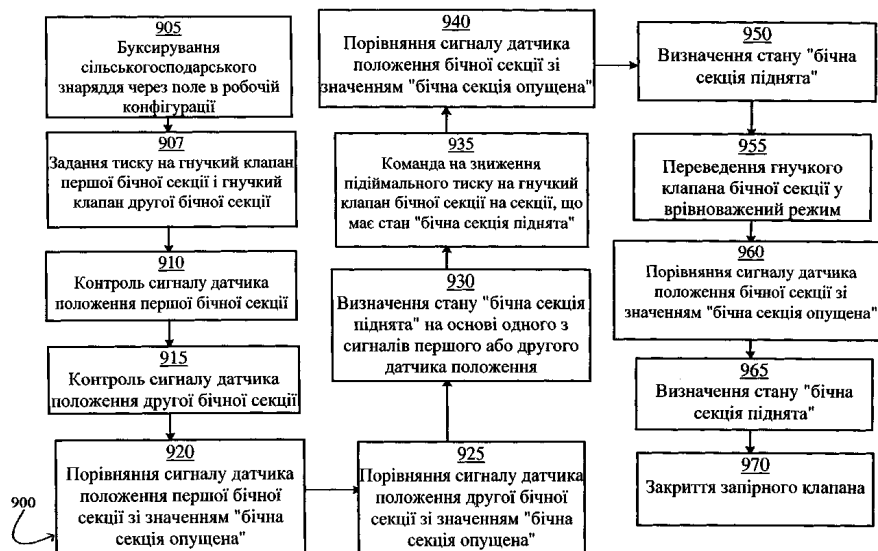 905
Буксирування
сільськогосподарського
знаряддя через поле в робочій
конфігурації
907
Задання тиску на гнучкий клапан
першої бічної секції і гнучкий
клапан другої бічної секції
910
Контроль сигналу датчика
положення першої бічної секції
915
Контроль сигналу датчика
положення другої бічної секції
920
Порівняння сигналу датчика
положення першої бічної
секції зі значенням "бічна
секція опущена"
900
925
Порівняння сигналу датчика
положення другої бічної
секції зі значенням "бічна
секція опущена"
930
Визначення стану "бічна секція
піднята" на основі одного з
сигналів першого або другого
датчика положення
935
Команда на зниження
підіймального тиску на гнучкий
клапан бічної секції на секції, що
має стан "бічна секція піднята"
940
Порівняння сигналу датчика
положення бічної секції зі
значенням "бічна секція опущена"
950
Визначення стану "бічна
секція піднята"
955
Переведення гнучкого
клапана бічної секції у
врівноважений режим
960
Порівняння сигналу датчика
положення бічної секції зі
значенням "бічна секція опущена"
965
Визначення стану "бічна
секція піднята"
970
Закриття запірного клапана